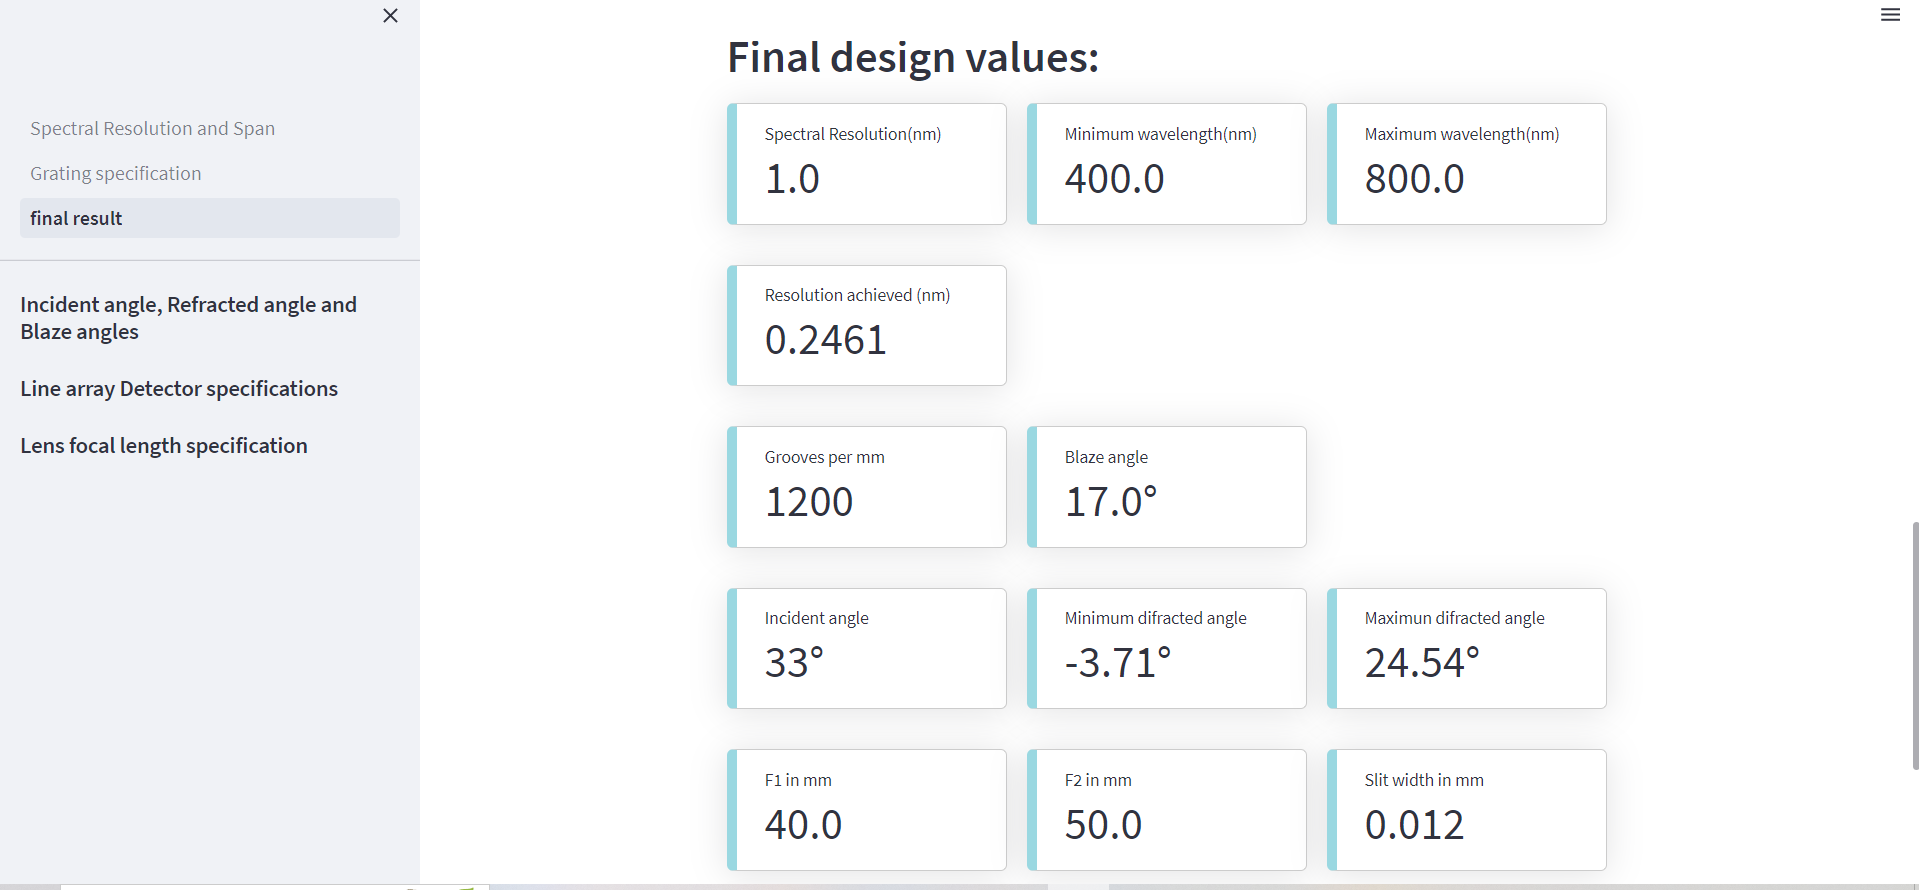 Spectral Resolution and Span
Grating specification
final result
Incident angle, Refracted angle and
Blaze angles
Line array Detector specifications
Lens focal length specification
Final design values:
Spectral Resolution(nm)
1.0
Minimum wavelength(nm)
400.0
Maximum wavelength(nm)
800.0
Resolution achieved (nm)
0.2461
Grooves per mm
1200
Blaze angle
17.0°
Incident angle
33°
Minimum difracted angle
-3.71°
Maximun difracted angle
24.54°
F1 in mm
40.0
F2 in mm
50.0
Slit width in mm
0.012